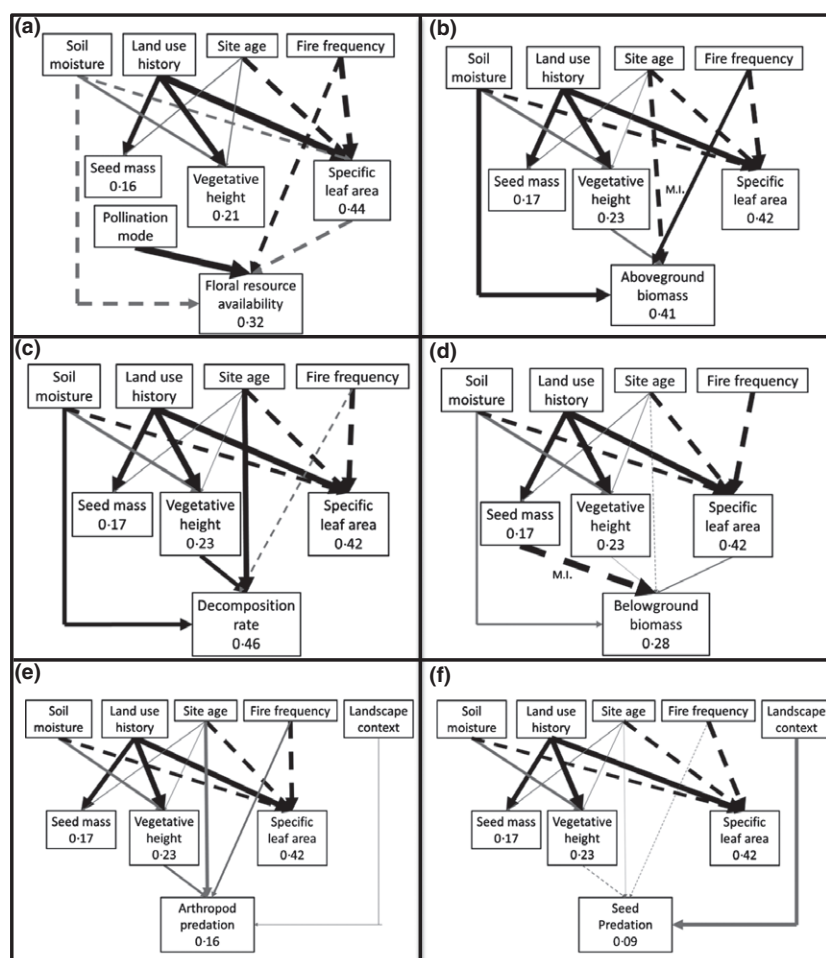 (a)
Soil
moisture
Land use
history
Site age
Fire frequency
Seed mass
0·16
Vegetative
height
0·21
Specific
leaf area
0·44
Pollination
mode
Floral resource
availability
0·32
(b)
Soil
moisture
Land use
history
Site age
Fire frequency
Seed mass
0·17
Vegetative
height
0·23
Specific
leaf area
0·42
M.I.
Aboveground
biomass
0·41
(c)
Soil
moisture
Land use
history
Site age
Fire frequency
Seed mass
0·17
Vegetative
height
0·23
Specific
leaf area
0·42
Decomposition
rate
0·46
(d)
Soil
moisture
Land use
history
Site age
Fire frequency
Seed mass
0·17
Vegetative
height
0·23
Specific
leaf area
0·42
M.I.
Belowground
biomass
0·28
(e)
Soil
moisture
Land use
history
Site age
Fire frequency
Landscape
context
Seed mass
0·17
Vegetative
height
0·23
Specific
leaf area
0·42
Arthropod
predation
0·16
(f)
Soil
moisture
Land use
history
Site age
Fire frequency
Landscape
context
Seed mass
0·17
Vegetative
height
0·23
Specific
leaf area
0·42
Seed
Predation
0·09